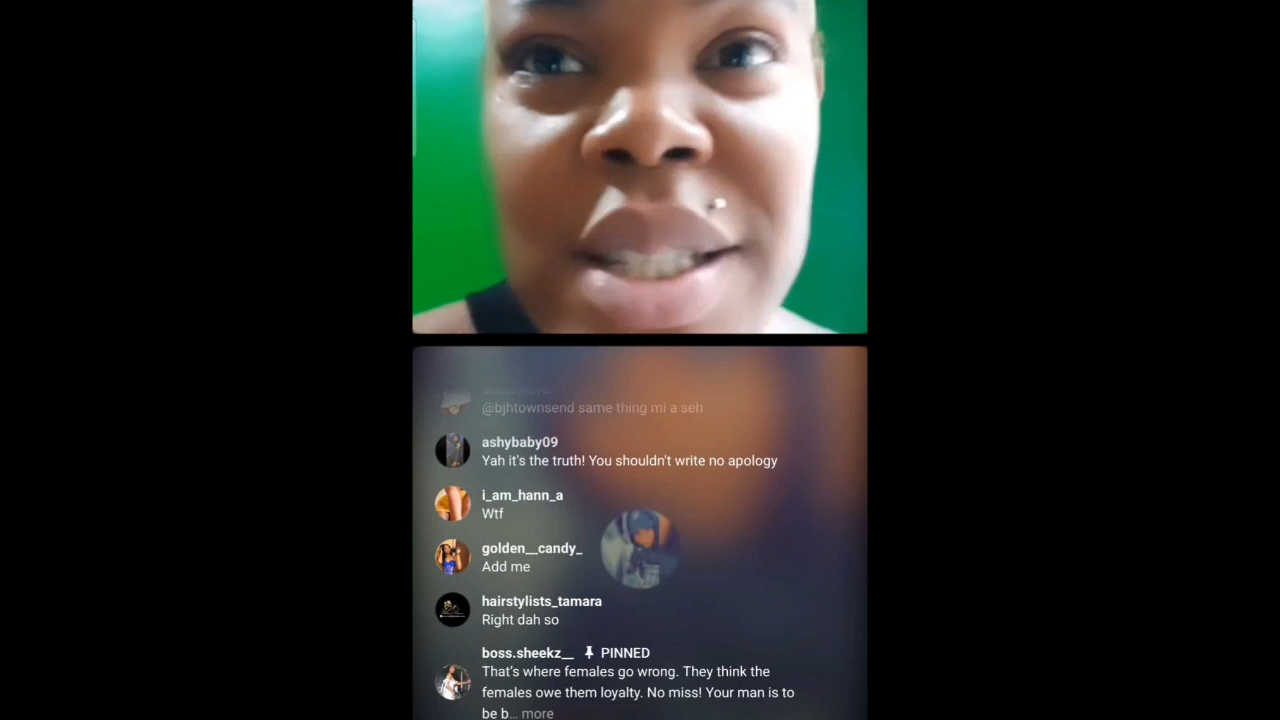 @bjhtownsend same thing mi a seh
ashybaby09
Yah it's the truth! You shouldn't write no apology
i_am_hann_a
Wtf
golden__candy_
Add me
hairstylists_tamara
Right dah so
boss.sheekz__ PINNED
That's where females go wrong. They think the
females owe them loyalty. No miss! Your man is to
be b... more